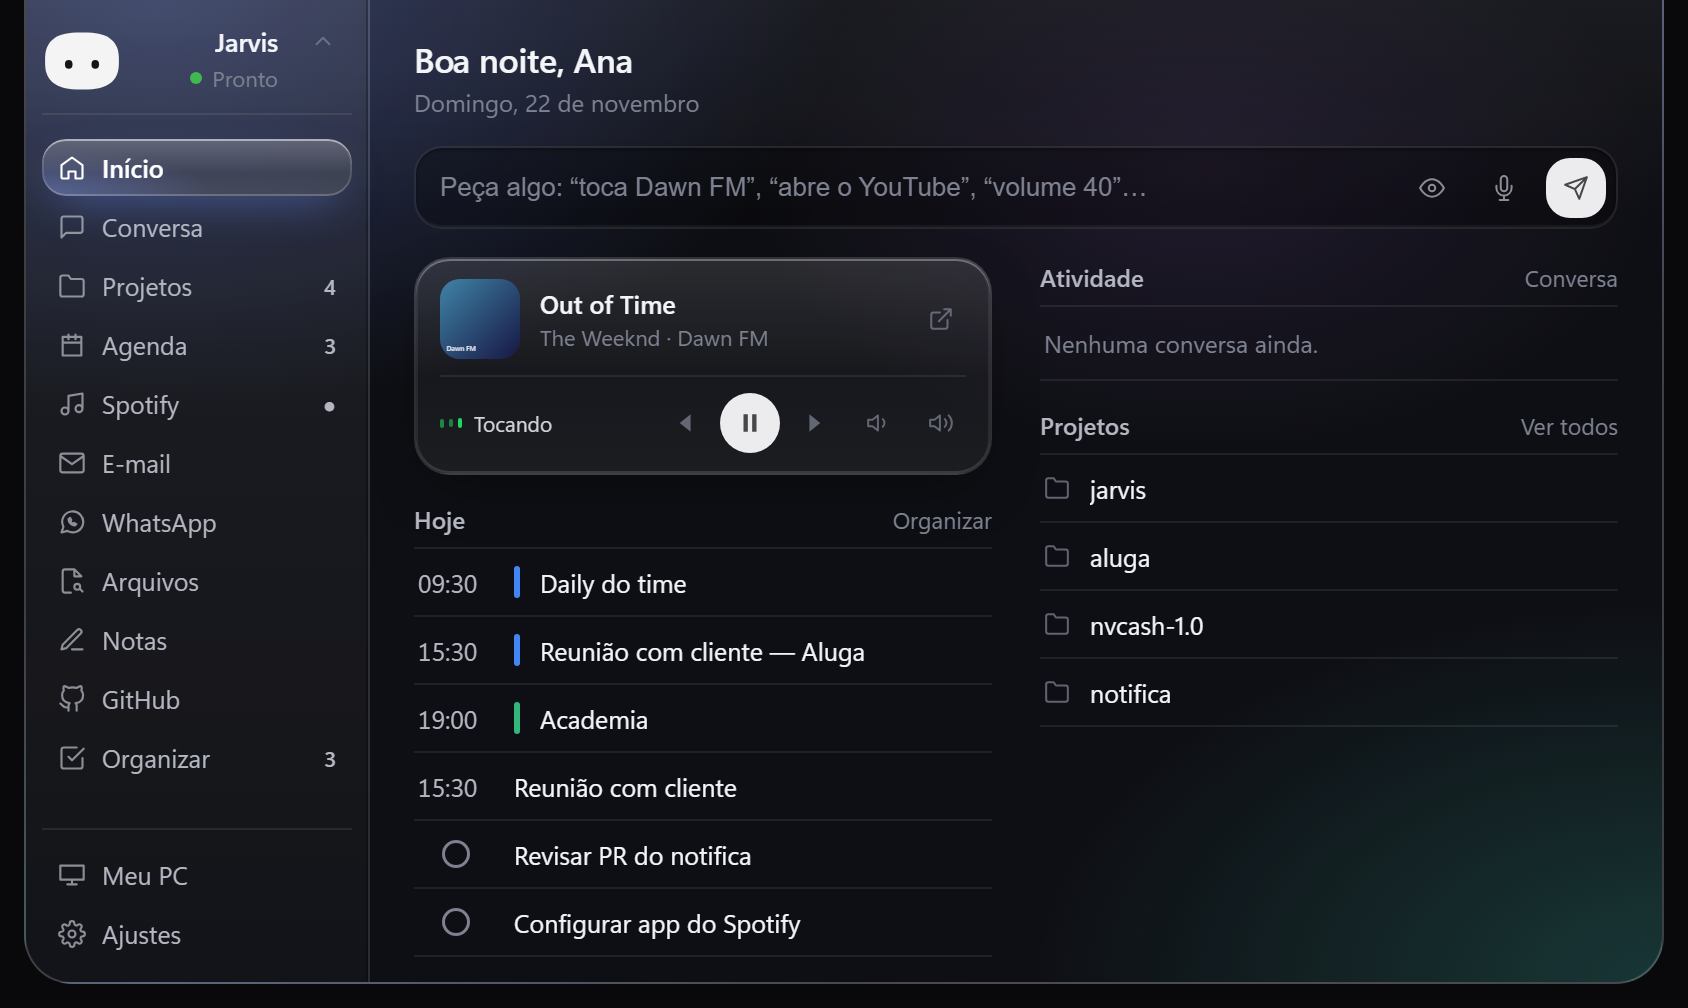 Jarvis
Pronto
Início
Conversa
Projetos 4
Agenda 3
Spotify
E-mail
WhatsApp
Arquivos
Notas
GitHub
Organizar 3
Meu PC
Ajustes
Boa noite, Ana
Domingo, 22 de novembro
Peça algo: “toca Dawn FM”, “abre o YouTube”, “volume 40”…
Dawn FM
Out of Time
The Weeknd · Dawn FM
Tocando
Hoje Organizar
09:30 Daily do time
15:30 Reunião com cliente — Aluga
19:00 Academia
15:30 Reunião com cliente
Revisar PR do notifica
Configurar app do Spotify
Atividade Conversa
Nenhuma conversa ainda.
Projetos Ver todos
jarvis
aluga
nvcash-1.0
notifica